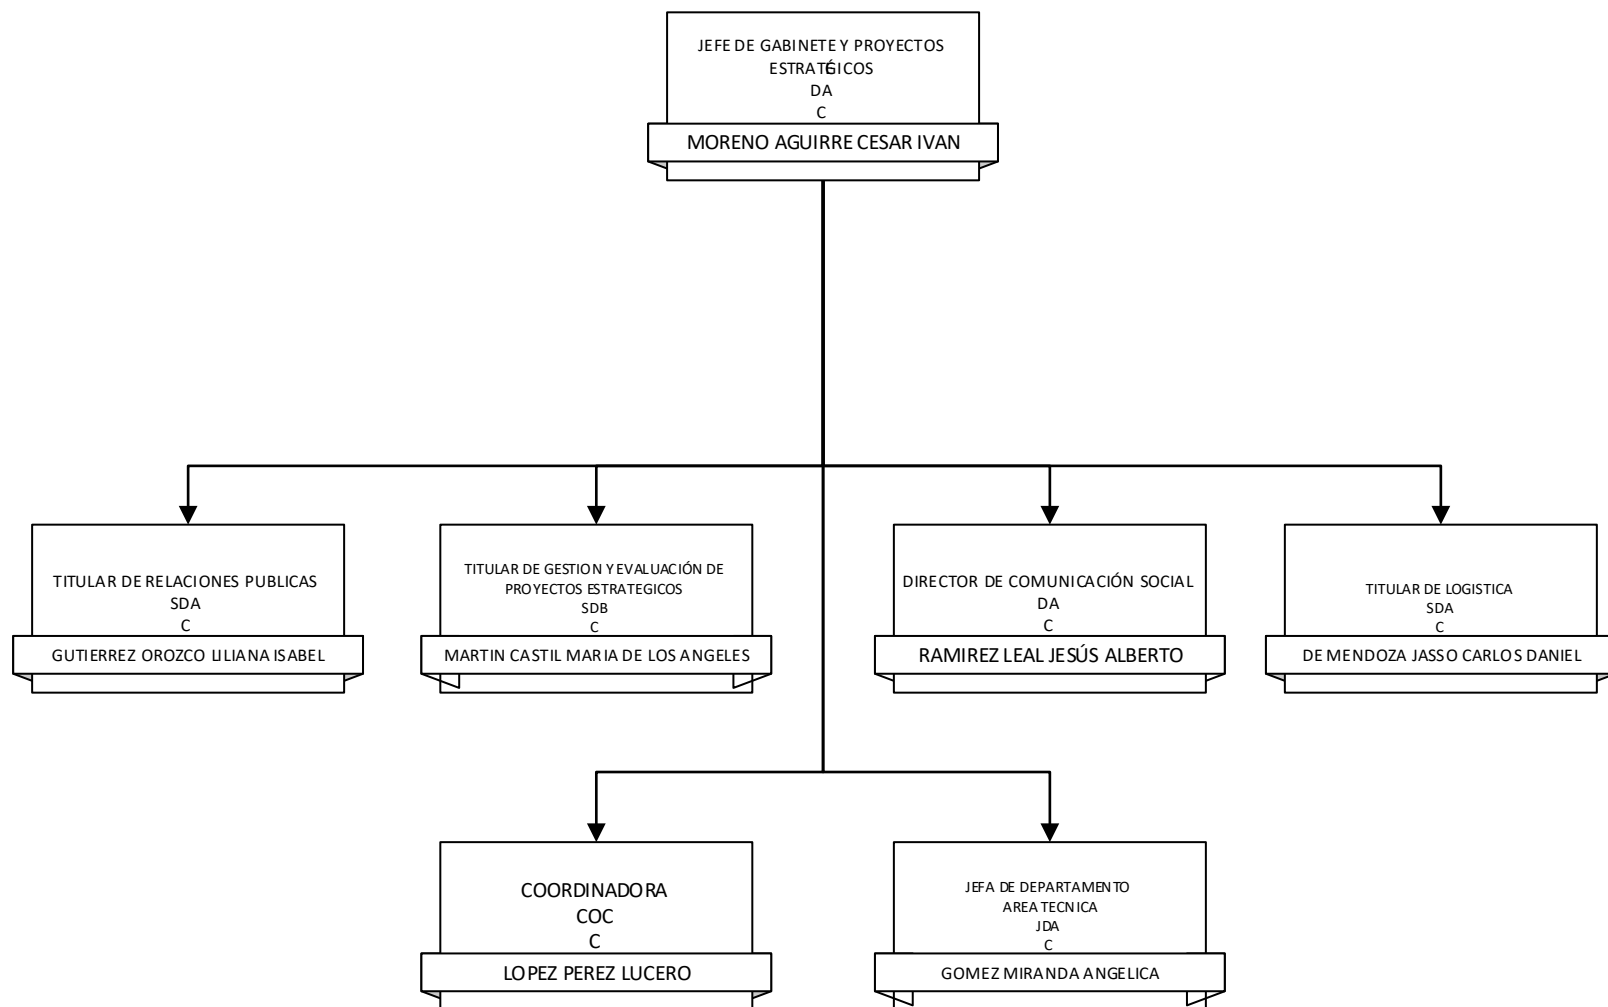 JEFE DE GABINETE Y PROYECTOS
ESTRATÉGICOS
DA
C
MORENO AGUIRRE CESAR IVAN
TITULAR DE RELACIONES PUBLICAS
SDA
C
GUTIERREZ OROZCO LILIANA ISABEL
TITULAR DE GESTION Y EVALUACIÓN DE
PROYECTOS ESTRATEGICOS
SDB
C
MARTIN CASTIL MARIA DE LOS ANGELES
DIRECTOR DE COMUNICACIÓN SOCIAL
DA
C
RAMIREZ LEAL JESÚS ALBERTO
TITULAR DE LOGISTICA
SDA
C
DE MENDOZA JASSO CARLOS DANIEL
COORDINADORA
COC
C
LOPEZ PEREZ LUCERO
JEFA DE DEPARTAMENTO
AREA TECNICA
JDA
C
GOMEZ MIRANDA ANGELICA